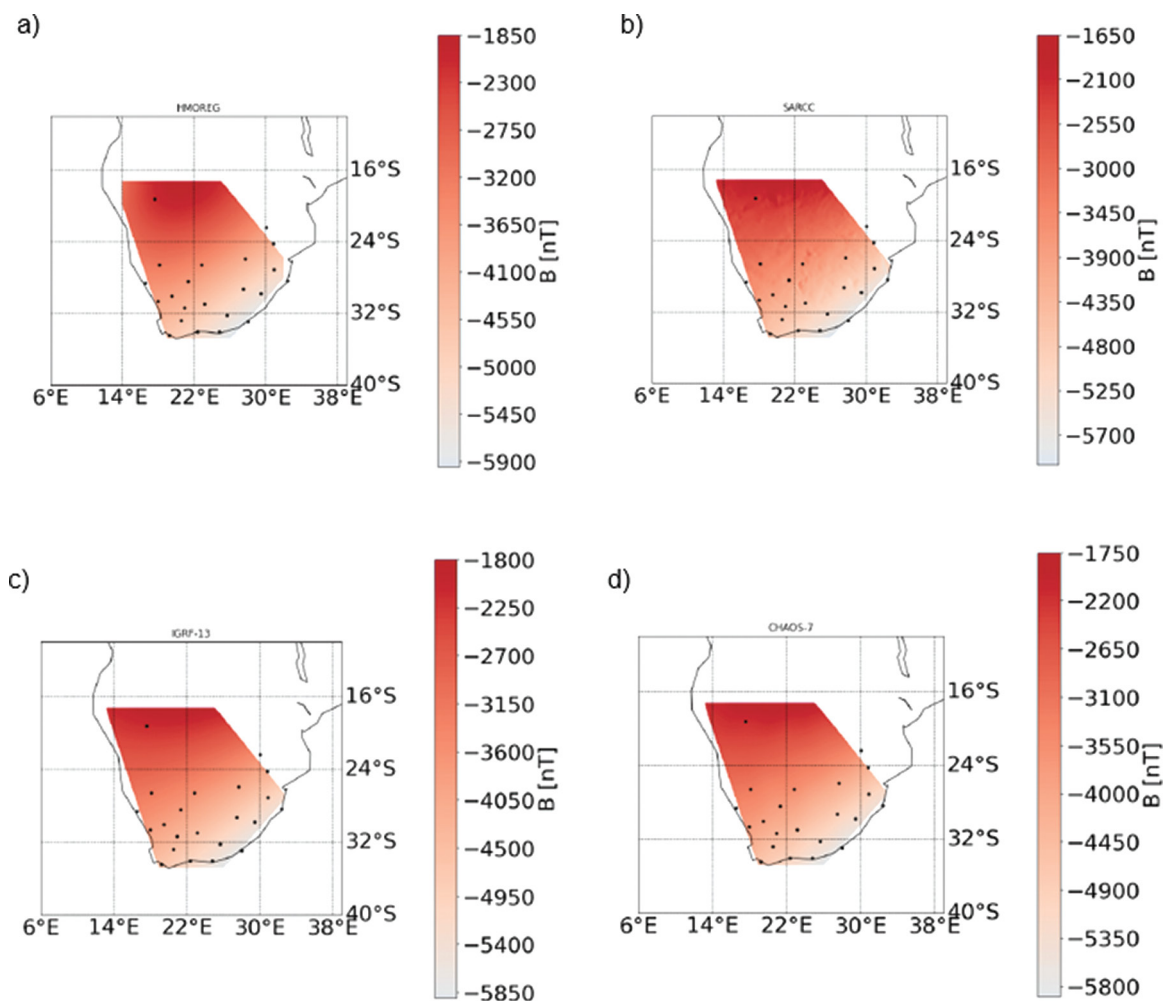 a)
HMOREG
16°S
24°S
32°S
40°S
6°E 14°E 22°E 30°E 38°E
−1850
−2300
−2750
−3200
−3650
−4100
−4550
−5000
−5450
−5900
B [nT]
b)
SARCC
16°S
24°S
32°S
40°S
6°E 14°E 22°E 30°E 38°E
−1650
−2100
−2550
−3000
−3450
−3900
−4350
−4800
−5250
−5700
B [nT]
c)
IGRF-13
16°S
24°S
32°S
40°S
6°E 14°E 22°E 30°E 38°E
−1800
−2250
−2700
−3150
−3600
−4050
−4500
−4950
−5400
−5850
B [nT]
d)
CHAOS-7
16°S
24°S
32°S
40°S
6°E 14°E 22°E 30°E 38°E
−1750
−2200
−2650
−3100
−3550
−4000
−4450
−4900
−5350
−5800
B [nT]